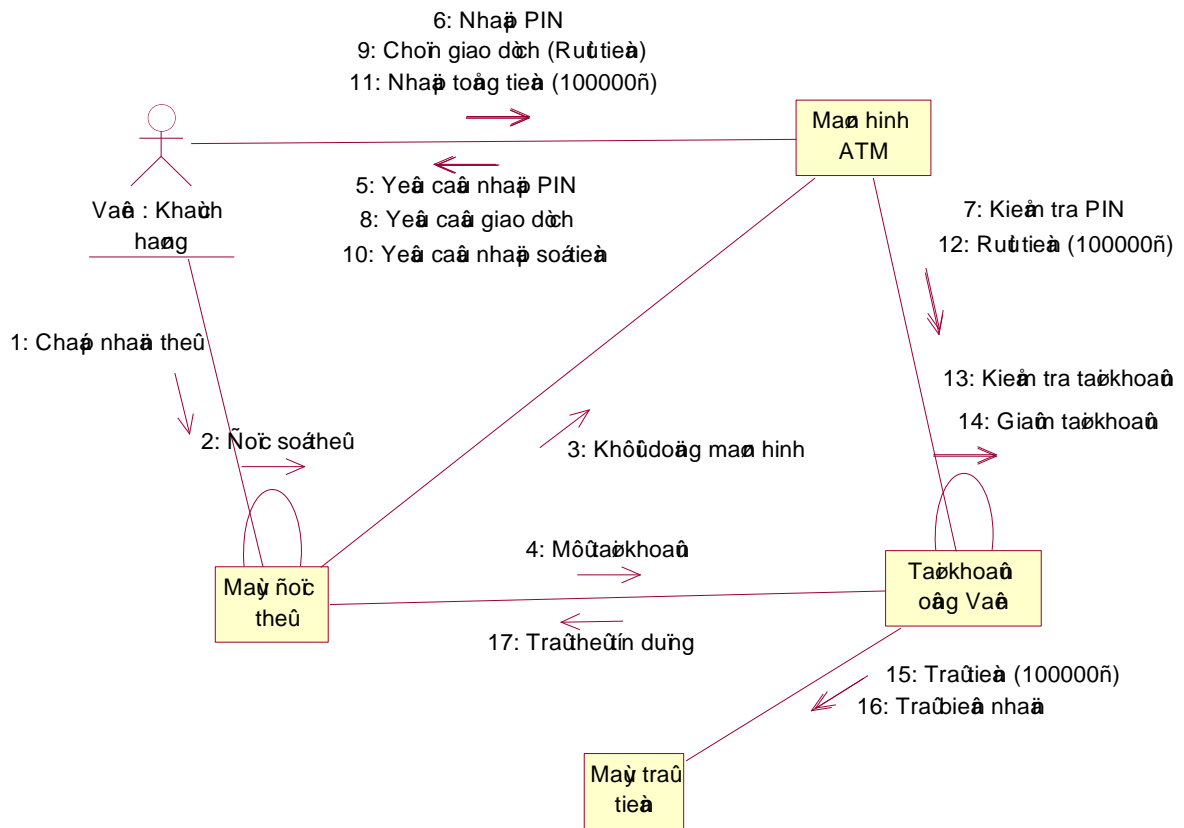 6: Nhaäp PIN
9: Choïn giao dòch (Ruùt tieàn)
11: Nhaäp toång tieàn (100000ñ)
Maøn hình
ATM
5: Yeâu caàu nhaäp PIN
8: Yeâu caàu giao dòch
10: Yeâu caàu nhaäp soá tieàn
Vaên : Khaùch
haøng
7: Kieåm tra PIN
12: Ruùt tieàn (100000ñ)
1: Chaáp nhaän theû
2: Ñoïc soá theû
3: Khôûi doäng maøn hình
13: Kieåm tra taøi khoaûn
14: Giaûm taøi khoaûn
4: Môû taøi khoaûn
Maùy ñoïc
theû
Taøi khoaûn
oâng Vaên
17: Traû theû tín duïng
15: Traû tieàn (100000ñ)
16: Traû bieân nhaän
Maùy traû
tieàn